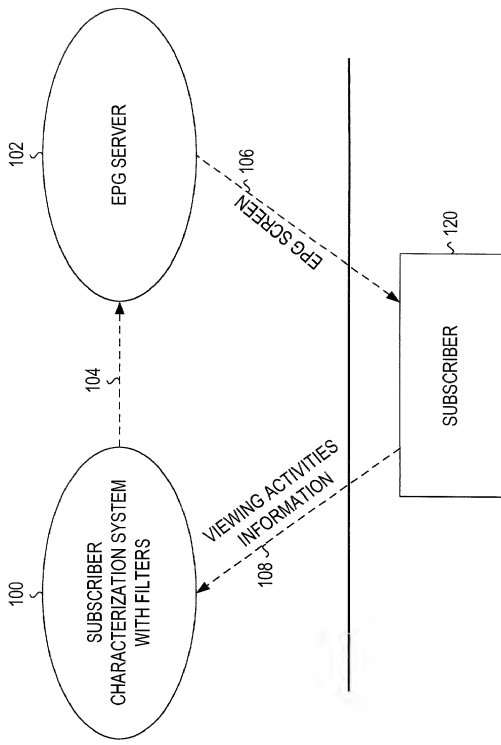 100
SUBSCRIBER
CHARACTERIZATION SYSTEM
WITH FILTERS
104
102
EPG SERVER
108
VIEWING ACTIVITIES
INFORMATION
EPG SCREEN
106
SUBSCRIBER
120